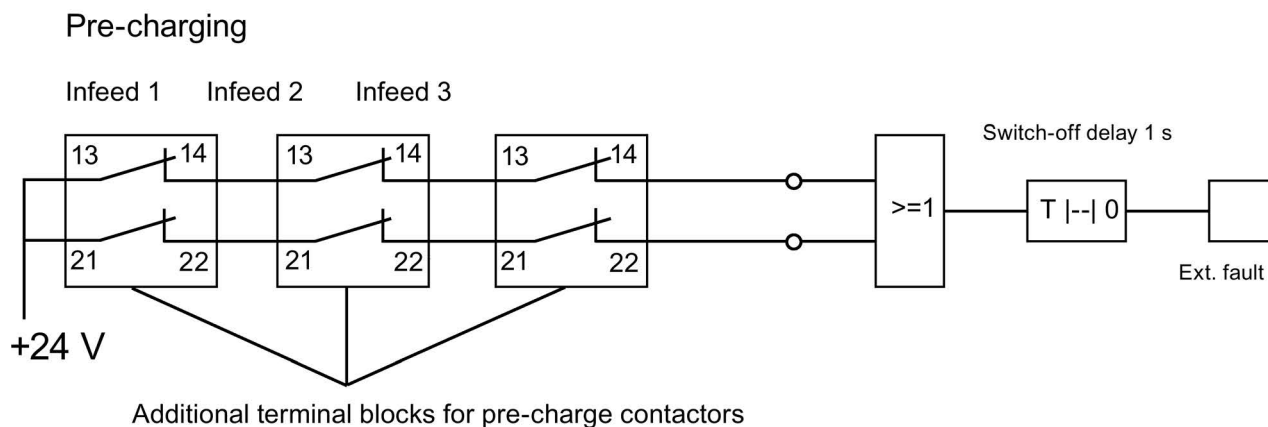 Pre-charging
Infeed 1 Infeed 2 Infeed 3
Switch-off delay 1 s
13 14 13 14 13 14
>=1 T |--| 0
21 22 21 22 21 22
Ext. fault
+24 V
Additional terminal blocks for pre-charge contactors